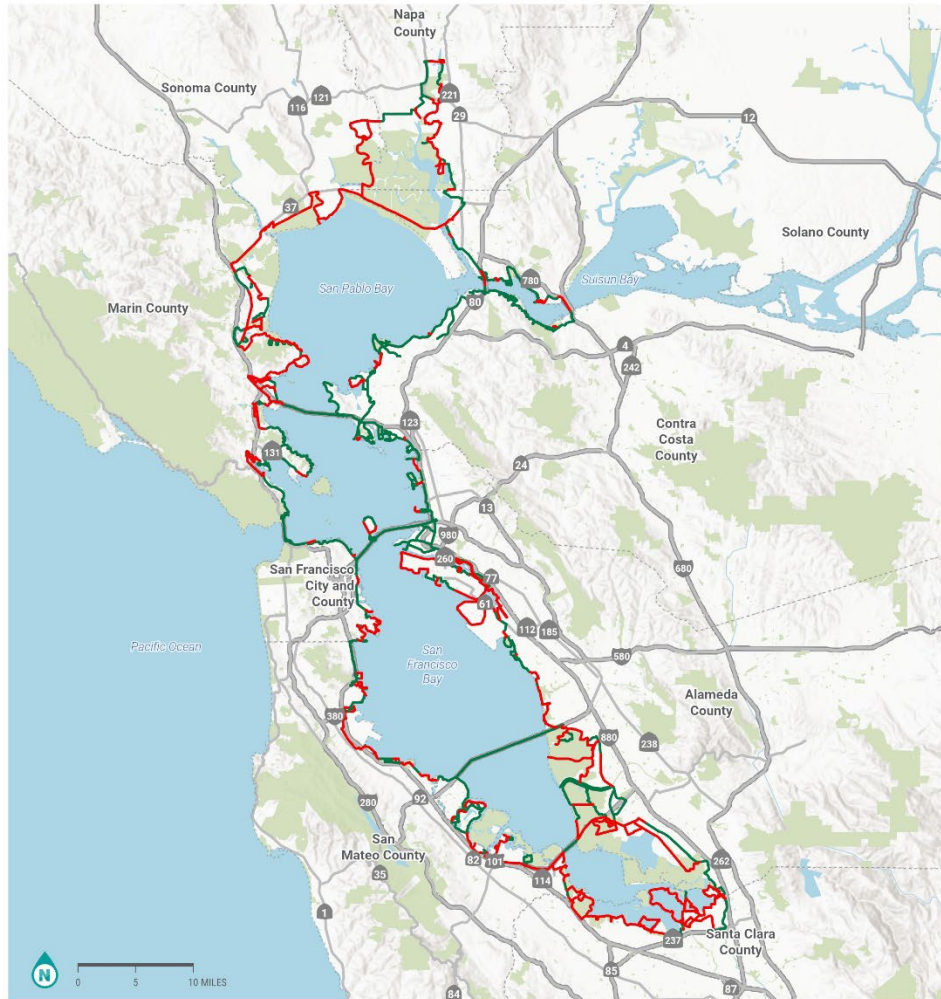 Napa
County
Sonoma County
121
116
221
29
12
37
Solano County
San Pablo Bay
780
Suisun Bay
Marin County
80
4
242
123
Contra
Costa
County
131
24
13
980
260
San Francisco
City and
County
77
680
61
112
185
Pacific Ocean
San
Francisco
Bay
580
Alameda
County
380
880
238
280
92
San
Mateo County
82
101
262
35
114
1
237
Santa Clara
County
85
87
84
N
0
5
10 MILES